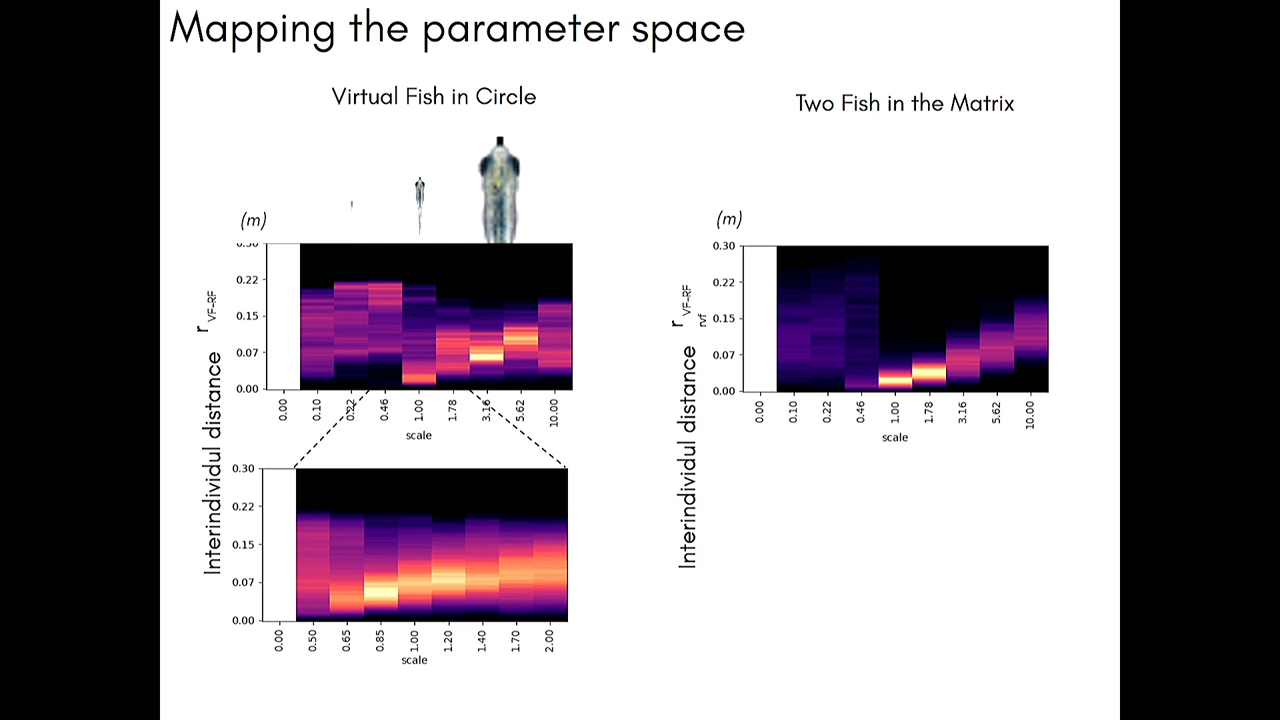 Mapping the parameter space
Virtual Fish in Circle
(m)
0.30
0.22
0.15
0.07
0.00
Interindividul distance r VF-RF
0.00 0.10 0.22 0.46 1.00 1.78 3.16 5.62 10.00
scale
0.30
0.22
0.15
0.07
0.00
0.00 0.50 0.65 0.85 1.00 1.20 1.40 1.70 2.00
scale
Two Fish in the Matrix
(m)
0.30
0.22
0.15
0.07
0.00
Interindividul distance r VF-RF
rvf
0.00 0.10 0.22 0.46 1.00 1.78 3.16 5.62 10.00
scale